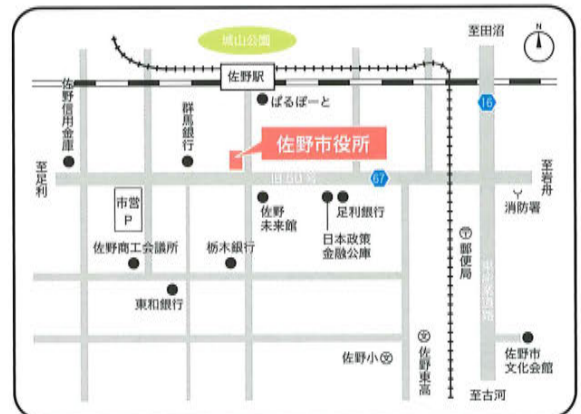 城山公園
至田沼
N
佐野駅
ぱるぽーと
16
佐野信用金庫
群馬銀行
佐野市役所
至足利
旧50号
67
至岩舟
市営
P
佐野
未来館
足利銀行
日本政策
金融公庫
消防署
〒郵便局
佐野商工会議所
栃木銀行
東和銀行
佐野小㊛
文
佐野東高
佐野市
文化会館
至古河